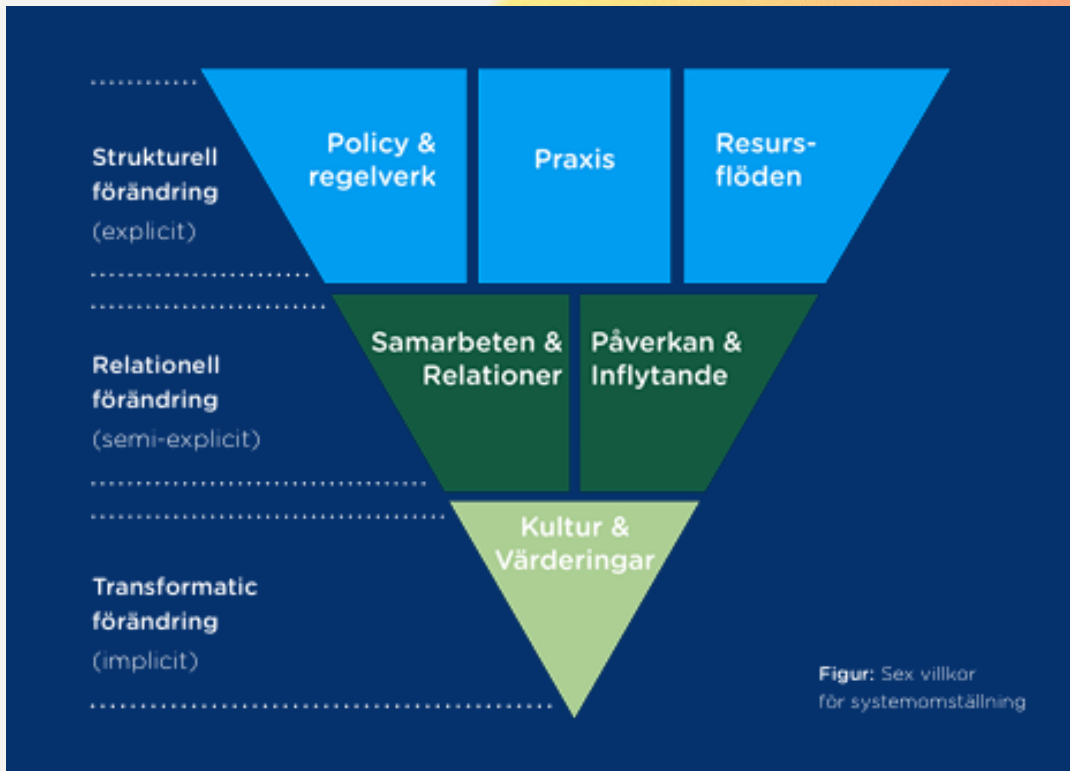 Strukturell
förändring
(explicit)
Policy &
regelverk
Praxis
Resurs-
flöden
Relationell
förändring
(semi-explicit)
Samarbeten &
Relationer
Påverkan &
Inflytande
Transformatic
förändring
(implicit)
Kultur &
Värderingar
Figur: Sex villkor
för systemomställning